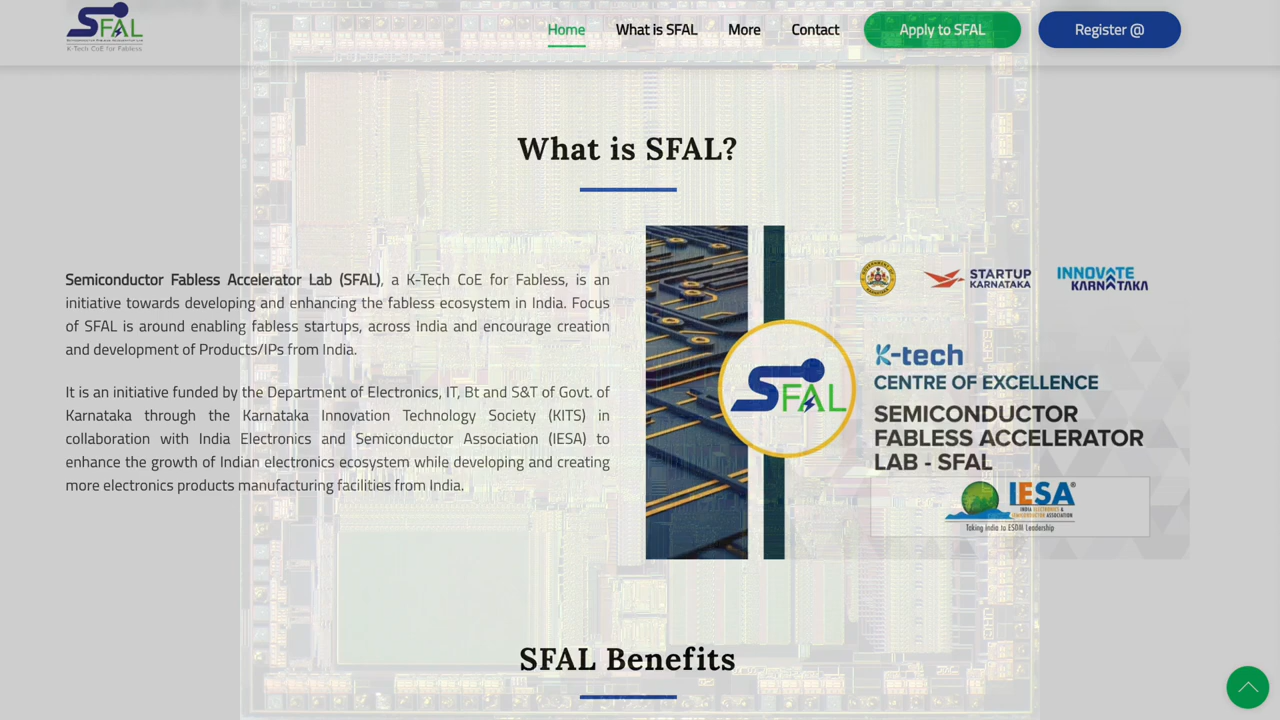 SFAL
K-Tech CoE for Fabless
Home
What is SFAL
More
Contact
Apply to SFAL
Register @
What is SFAL?
Semiconductor Fabless Accelerator Lab (SFAL), a K-Tech CoE for Fabless, is an
initiative towards developing and enhancing the fabless ecosystem in India. Focus
of SFAL is around enabling fabless startups, across India and encourage creation
and development of Products/IPs from India.
It is an initiative funded by the Department of Electronics, IT, Bt and S&T of Govt. of
Karnataka through the Karnataka Innovation Technology Society (KITS) in
collaboration with India Electronics and Semiconductor Association (IESA) to
enhance the growth of Indian electronics ecosystem while developing and creating
more electronics products manufacturing facilities from India.
SFAL
STARTUP
KARNATAKA
INNOVATE
KARNATAKA
K-tech
CENTRE OF EXCELLENCE
SEMICONDUCTOR
FABLESS ACCELERATOR
LAB - SFAL
IESA®
INDIA ELECTRONICS &
SEMICONDUCTOR ASSOCIATION
Taking India to ESDM Leadership
SFAL Benefits